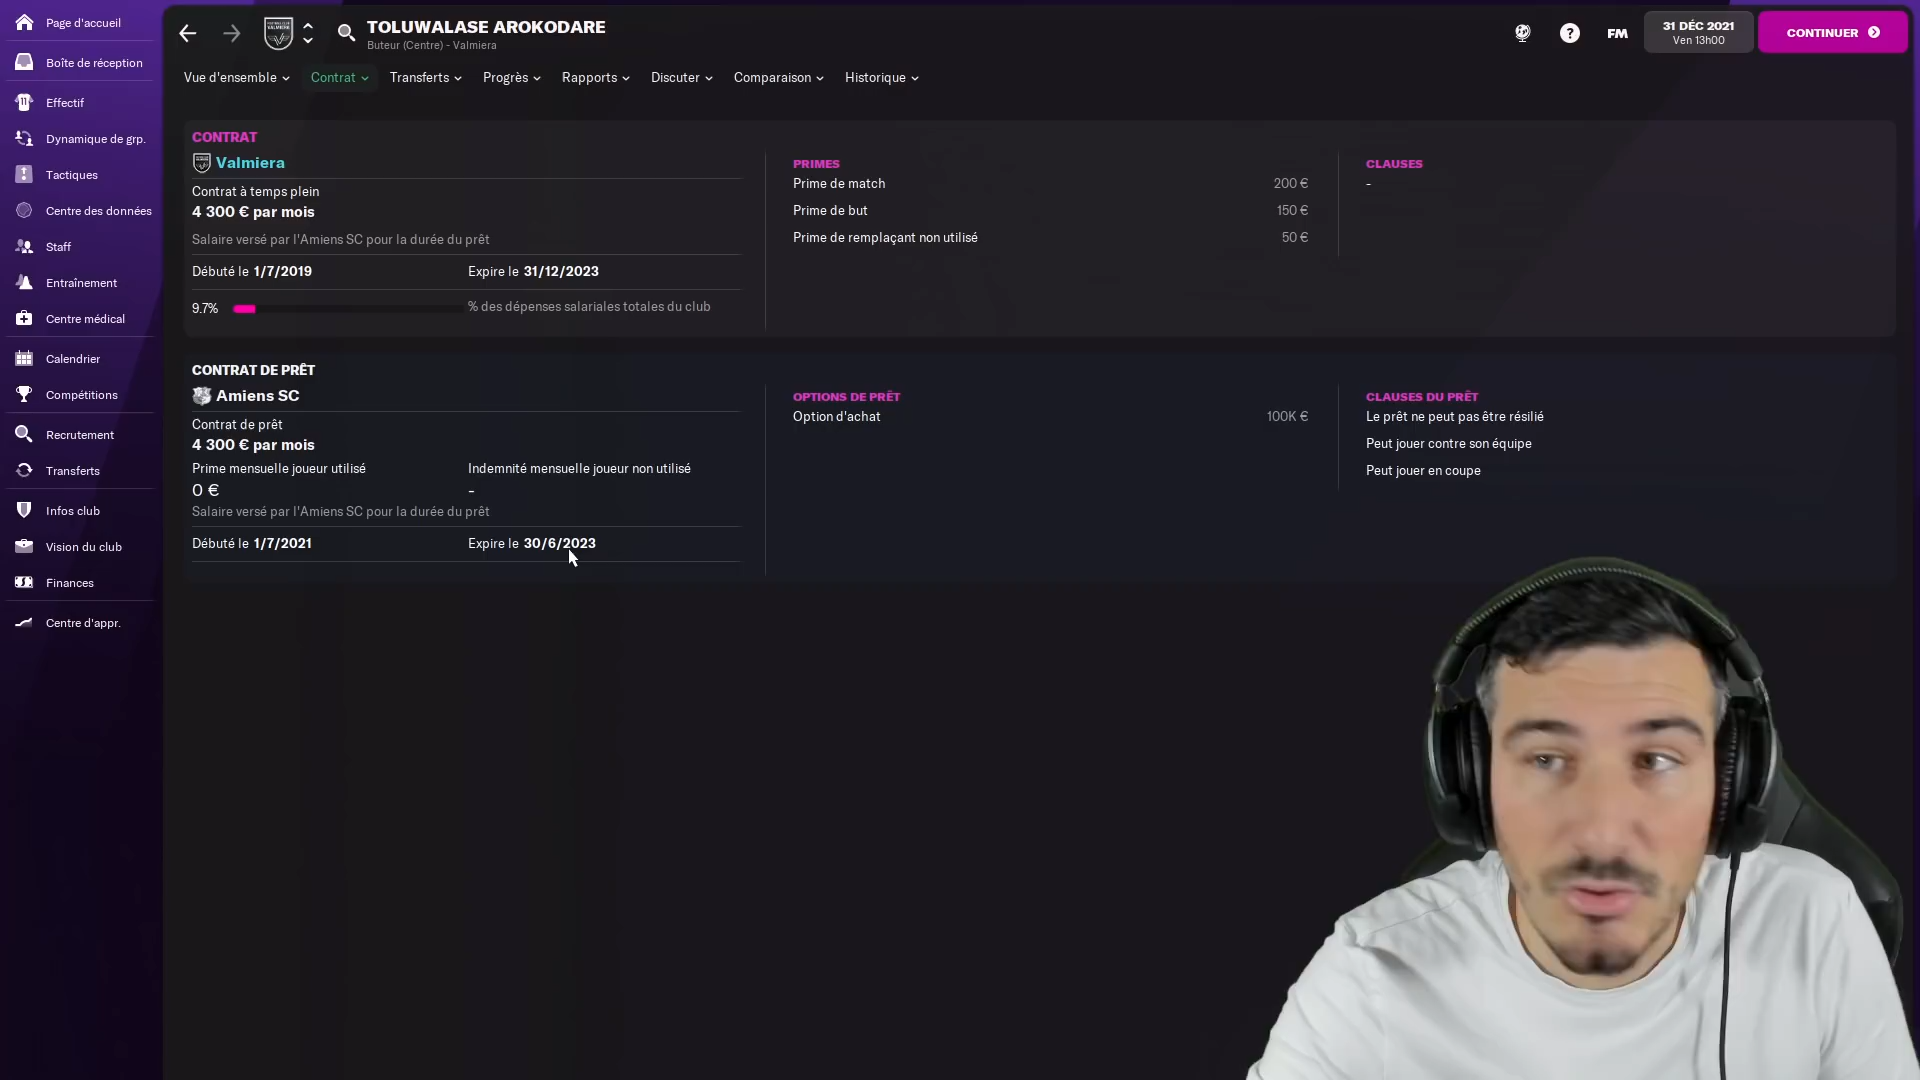 Page d'accueil
Boîte de réception
Effectif
Dynamique de grp.
Tactiques
Centre des données
Staff
Entraînement
Centre médical
Calendrier
Compétitions
Recrutement
Transferts
Infos club
Vision du club
Finances
Centre d'appr.
TOLUWALASE AROKODARE
Buteur (Centre) - Valmiera
FM
31 DÉC 2021
Ven 13h00
CONTINUER
Vue d'ensemble
Contrat
Transferts
Progrès
Rapports
Discuter
Comparaison
Historique
CONTRAT
Valmiera
Contrat à temps plein
4 300 € par mois
Salaire versé par l'Amiens SC pour la durée du prêt
Débuté le 1/7/2019 Expire le 31/12/2023
9.7% % des dépenses salariales totales du club
PRIMES
Prime de match 200 €
Prime de but 150 €
Prime de remplaçant non utilisé 50 €
CLAUSES
-
CONTRAT DE PRÊT
Amiens SC
Contrat de prêt
4 300 € par mois
Prime mensuelle joueur utilisé Indemnité mensuelle joueur non utilisé
0 € -
Salaire versé par l'Amiens SC pour la durée du prêt
Débuté le 1/7/2021 Expire le 30/6/2023
OPTIONS DE PRÊT
Option d'achat 100K €
CLAUSES DU PRÊT
Le prêt ne peut pas être résilié
Peut jouer contre son équipe
Peut jouer en coupe